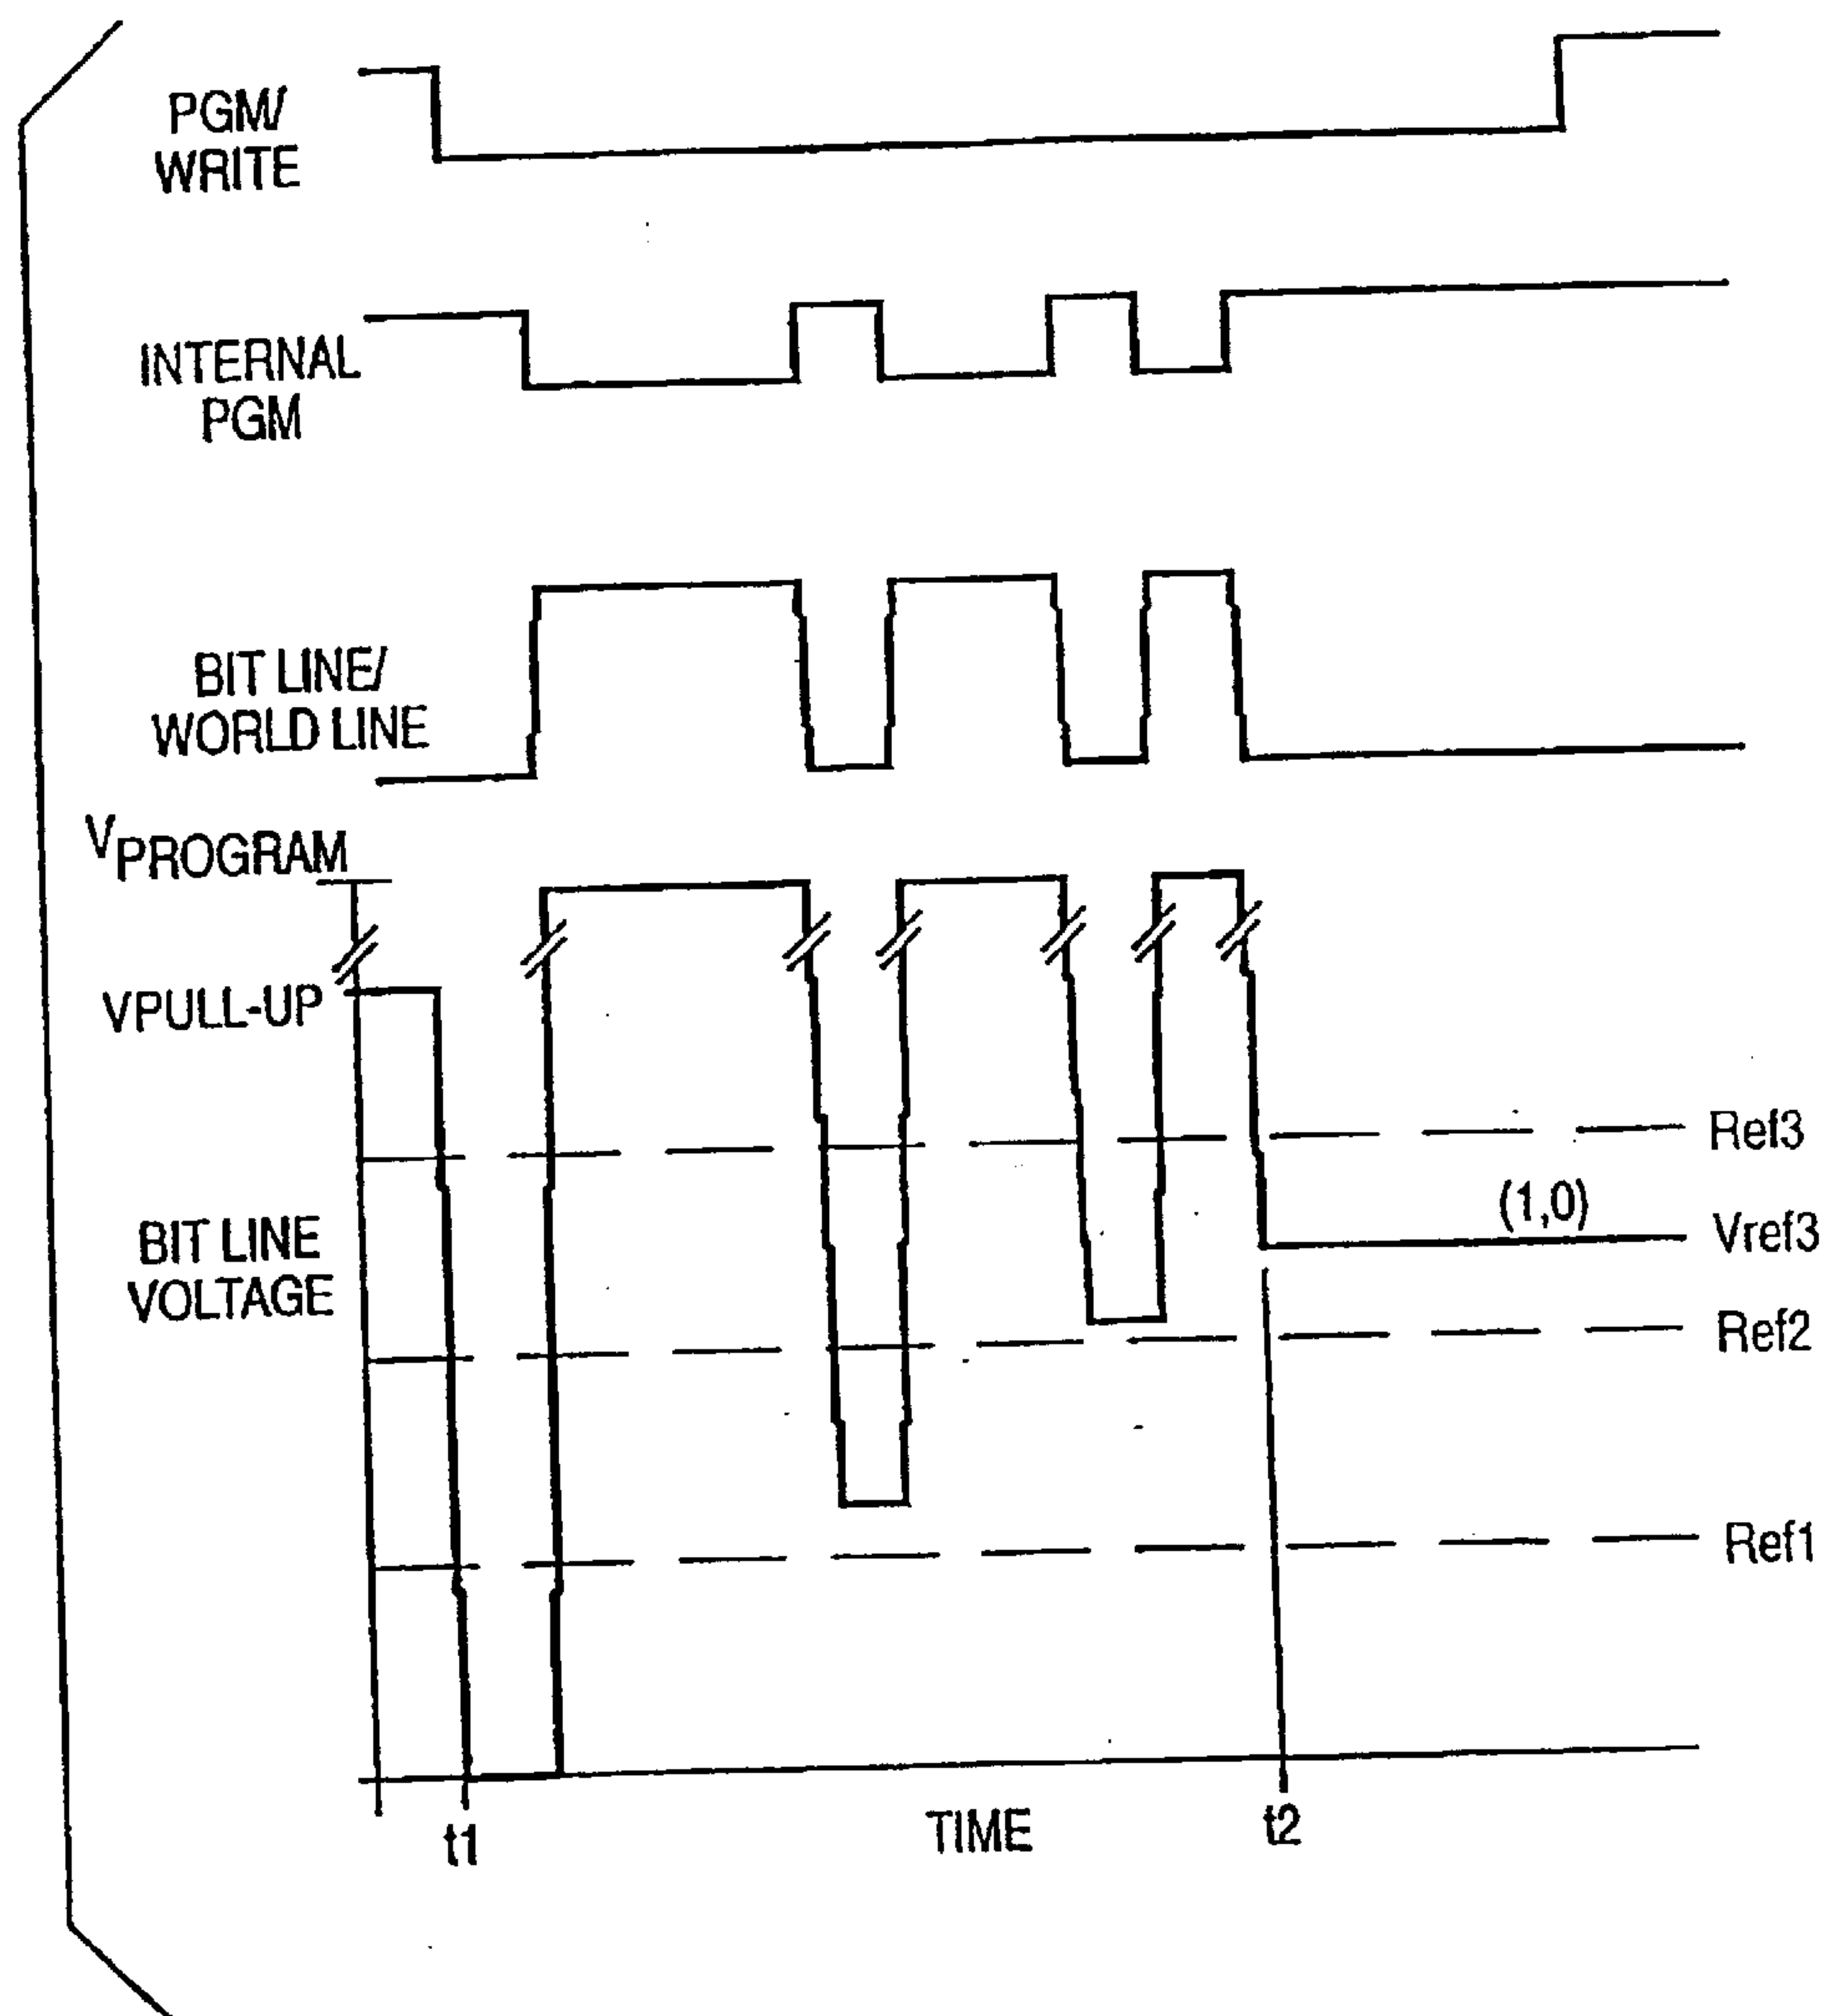 PGM/
WRITE
INTERNAL
PGM
BIT LINE/
WORLD LINE
VPROGRAM
VPULL-UP
Ref3
(1,0)
Vref3
BIT LINE
VOLTAGE
Ref2
Ref1
t1
TIME
t2